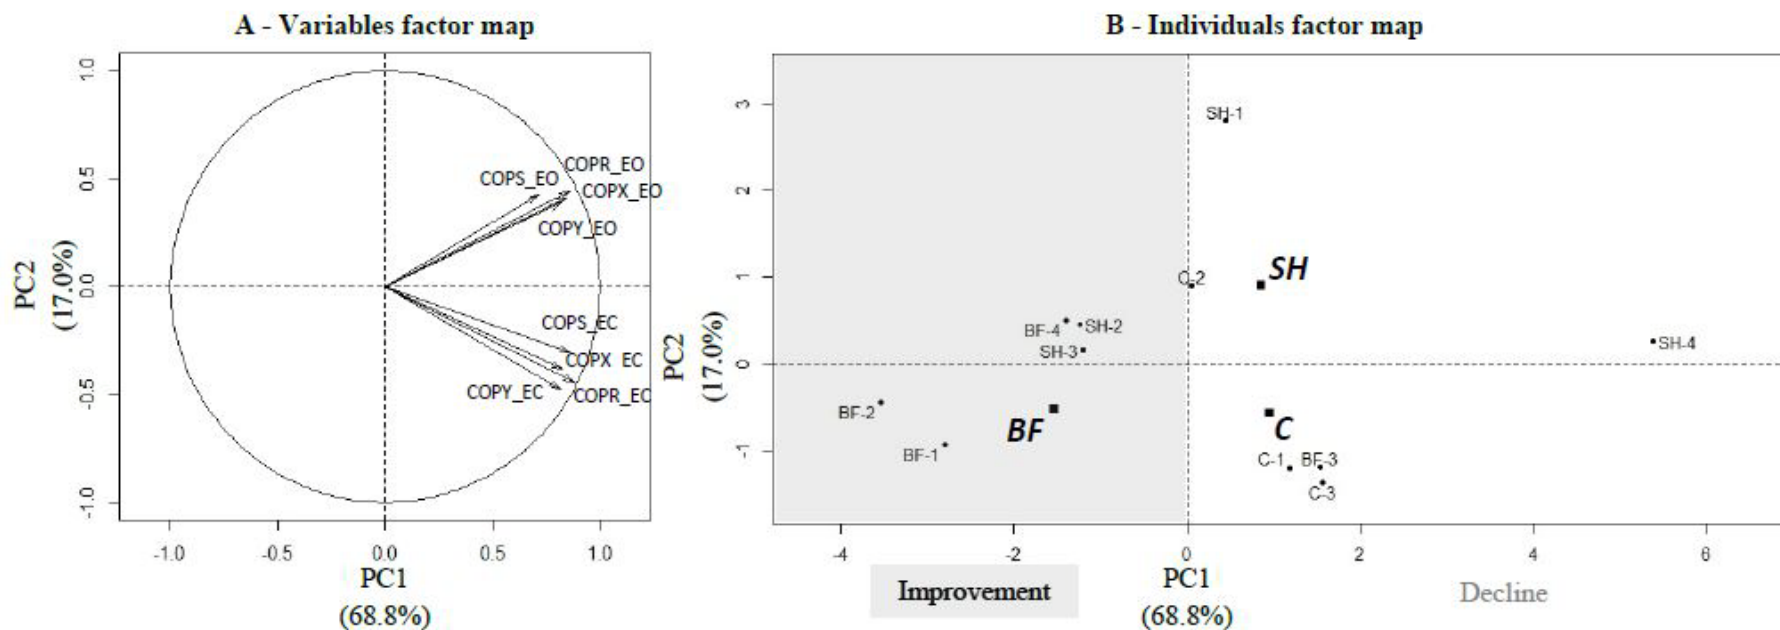 A - Variables factor map
1.0
0.5
0.0
-0.5
-1.0
PC2
(17.0%)
COPR_EO
COPS_EO
COPX_EO
COPY_EO
COPS_EC
COPX EC
COPY_EC
COPR_EC
-1.0 -0.5 0.0 0.5 1.0
PC1
(68.8%)
B - Individuals factor map
3
2
1
0
-1
PC2
(17.0%)
SH-1
C-2
SH
BF-4
SH-2
SH-3
SH-4
BF-2
BF
C
BF-1
C-1
BF-3
C-3
-4 -2 0 2 4 6
Improvement
PC1
(68.8%)
Decline